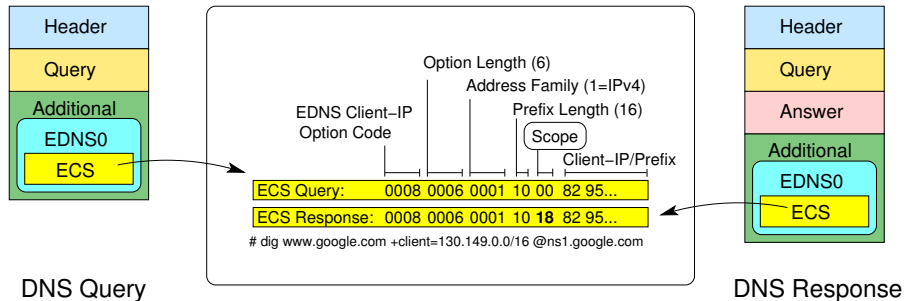 Header
Query
Additional
EDNS0
ECS
DNS Query
Option Length (6)
Address Family (1=IPv4)
EDNS Client−IP
Option Code
Prefix Length (16)
Scope
Client−IP/Prefix
ECS Query: 0008 0006 0001 10 00 82 95...
ECS Response: 0008 0006 0001 10 18 82 95...
# dig www.google.com +client=130.149.0.0/16 @ns1.google.com
Header
Query
Answer
Additional
EDNS0
ECS
DNS Response